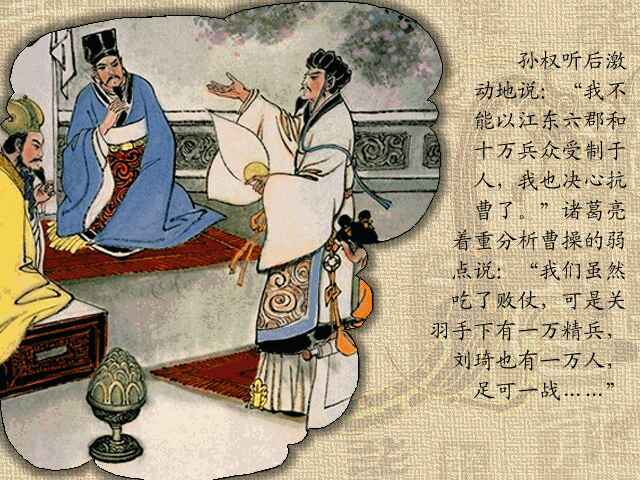 孙权听后激
动地说：“我不
能以江东六郡和
十万兵众受制于
人，我也决心抗
曹了。”诸葛亮
着重分析曹操的弱
点说：“我们虽然
吃了败仗，可是关
羽手下有一万精兵，
刘琦也有一万人，
足可一战……”